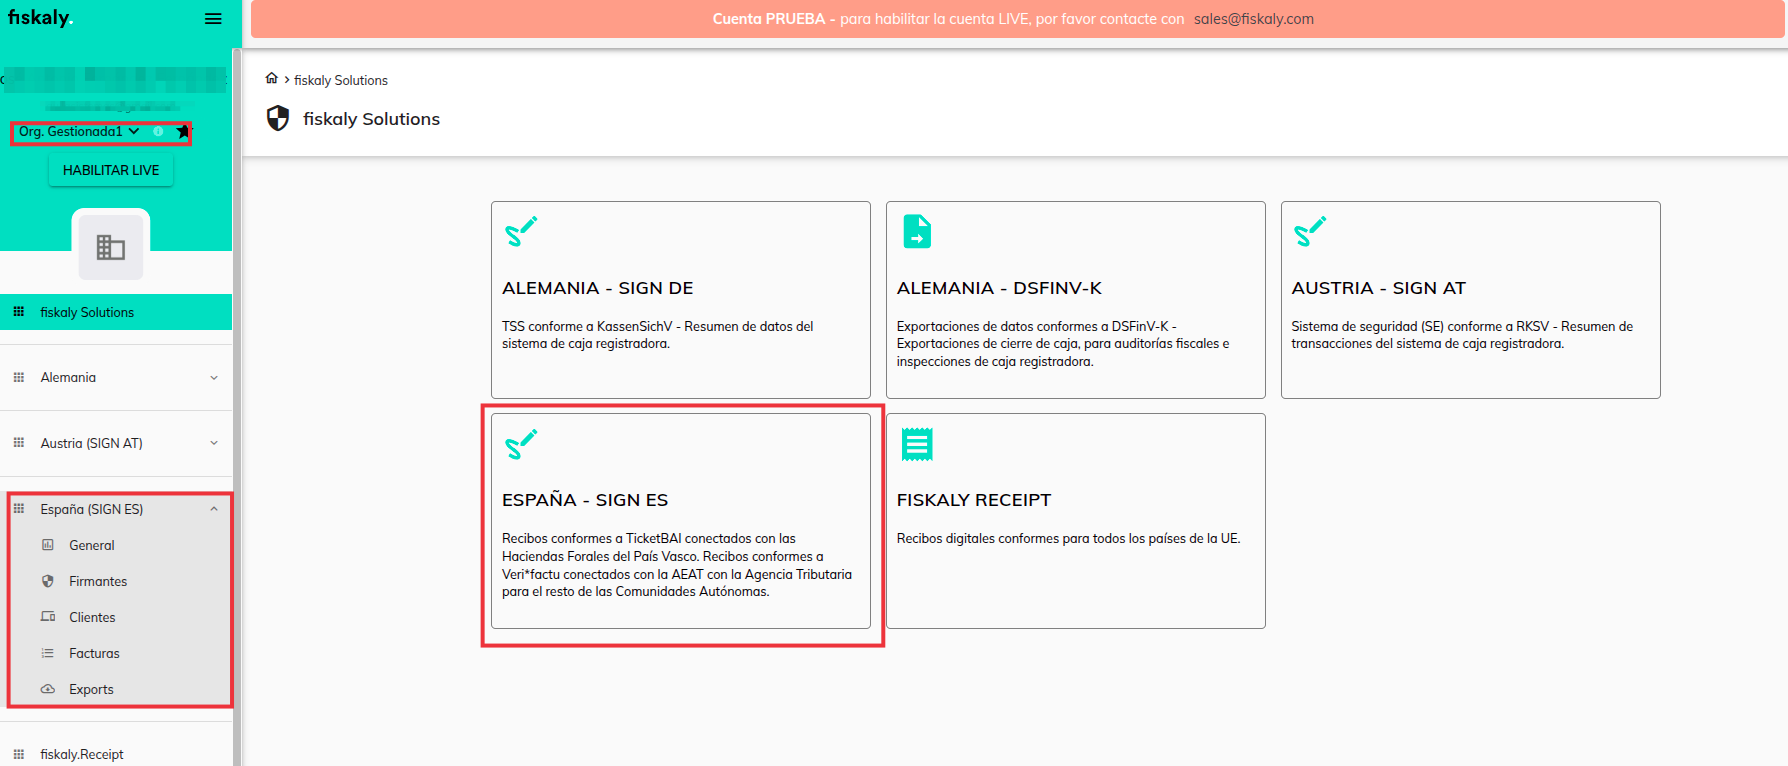 fiskaly.
Cuenta PRUEBA - para habilitar la cuenta LIVE, por favor contacte con sales@fiskaly.com
Org. Gestionada1
HABILITAR LIVE
fiskaly Solutions
Alemania
Austria (SIGN AT)
España (SIGN ES)
General
Firmantes
Clientes
Facturas
Exports
fiskaly.Receipt
fiskaly Solutions
fiskaly Solutions
ALEMANIA - SIGN DE
TSS conforme a KassenSichV - Resumen de datos del
sistema de caja registradora.
ALEMANIA - DSFINV-K
Exportaciones de datos conformes a DSFinV-K -
Exportaciones de cierre de caja, para auditorías fiscales e
inspecciones de caja registradora.
AUSTRIA - SIGN AT
Sistema de seguridad (SE) conforme a RKSV - Resumen de
transacciones del sistema de caja registradora.
ESPAÑA - SIGN ES
Recibos conformes a TicketBAI conectados con las
Haciendas Forales del País Vasco. Recibos conformes a
Veri*factu conectados con la AEAT con la Agencia Tributaria
para el resto de las Comunidades Autónomas.
FISKALY RECEIPT
Recibos digitales conformes para todos los países de la UE.